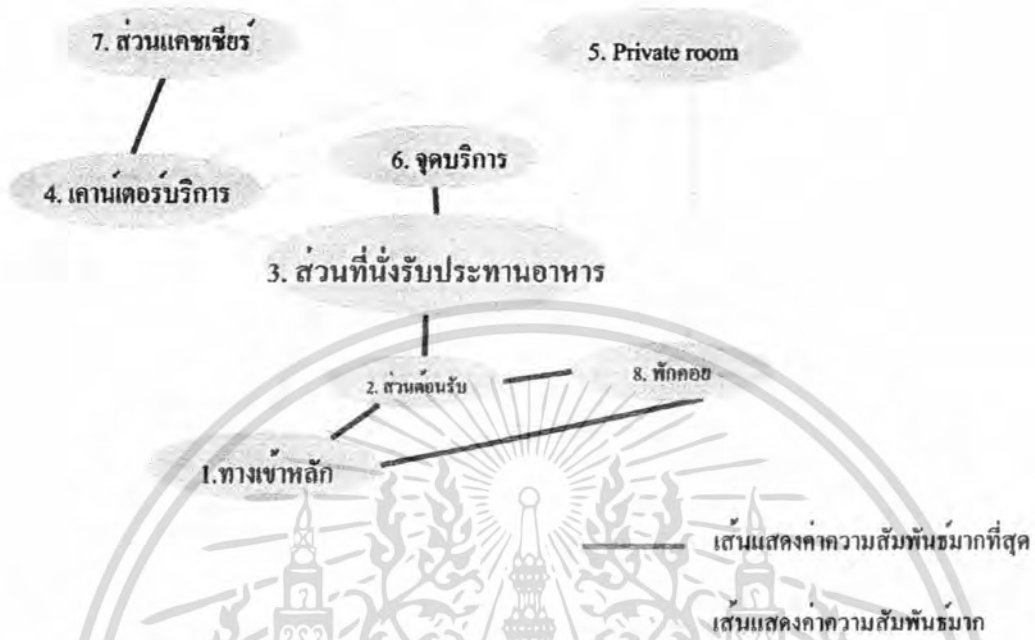 7. ส่วนแคชเชียร์
5. Private room
6. จุดบริการ
4. เคาน์เตอร์บริการ
3. ส่วนที่นั่งรับประทานอาหาร
2. ส่วนต้อนรับ
8. พักคอย
1.ทางเข้าหลัก
เส้นแสดงค่าความสัมพันธ์มากที่สุด
เส้นแสดงค่าความสัมพันธ์มาก